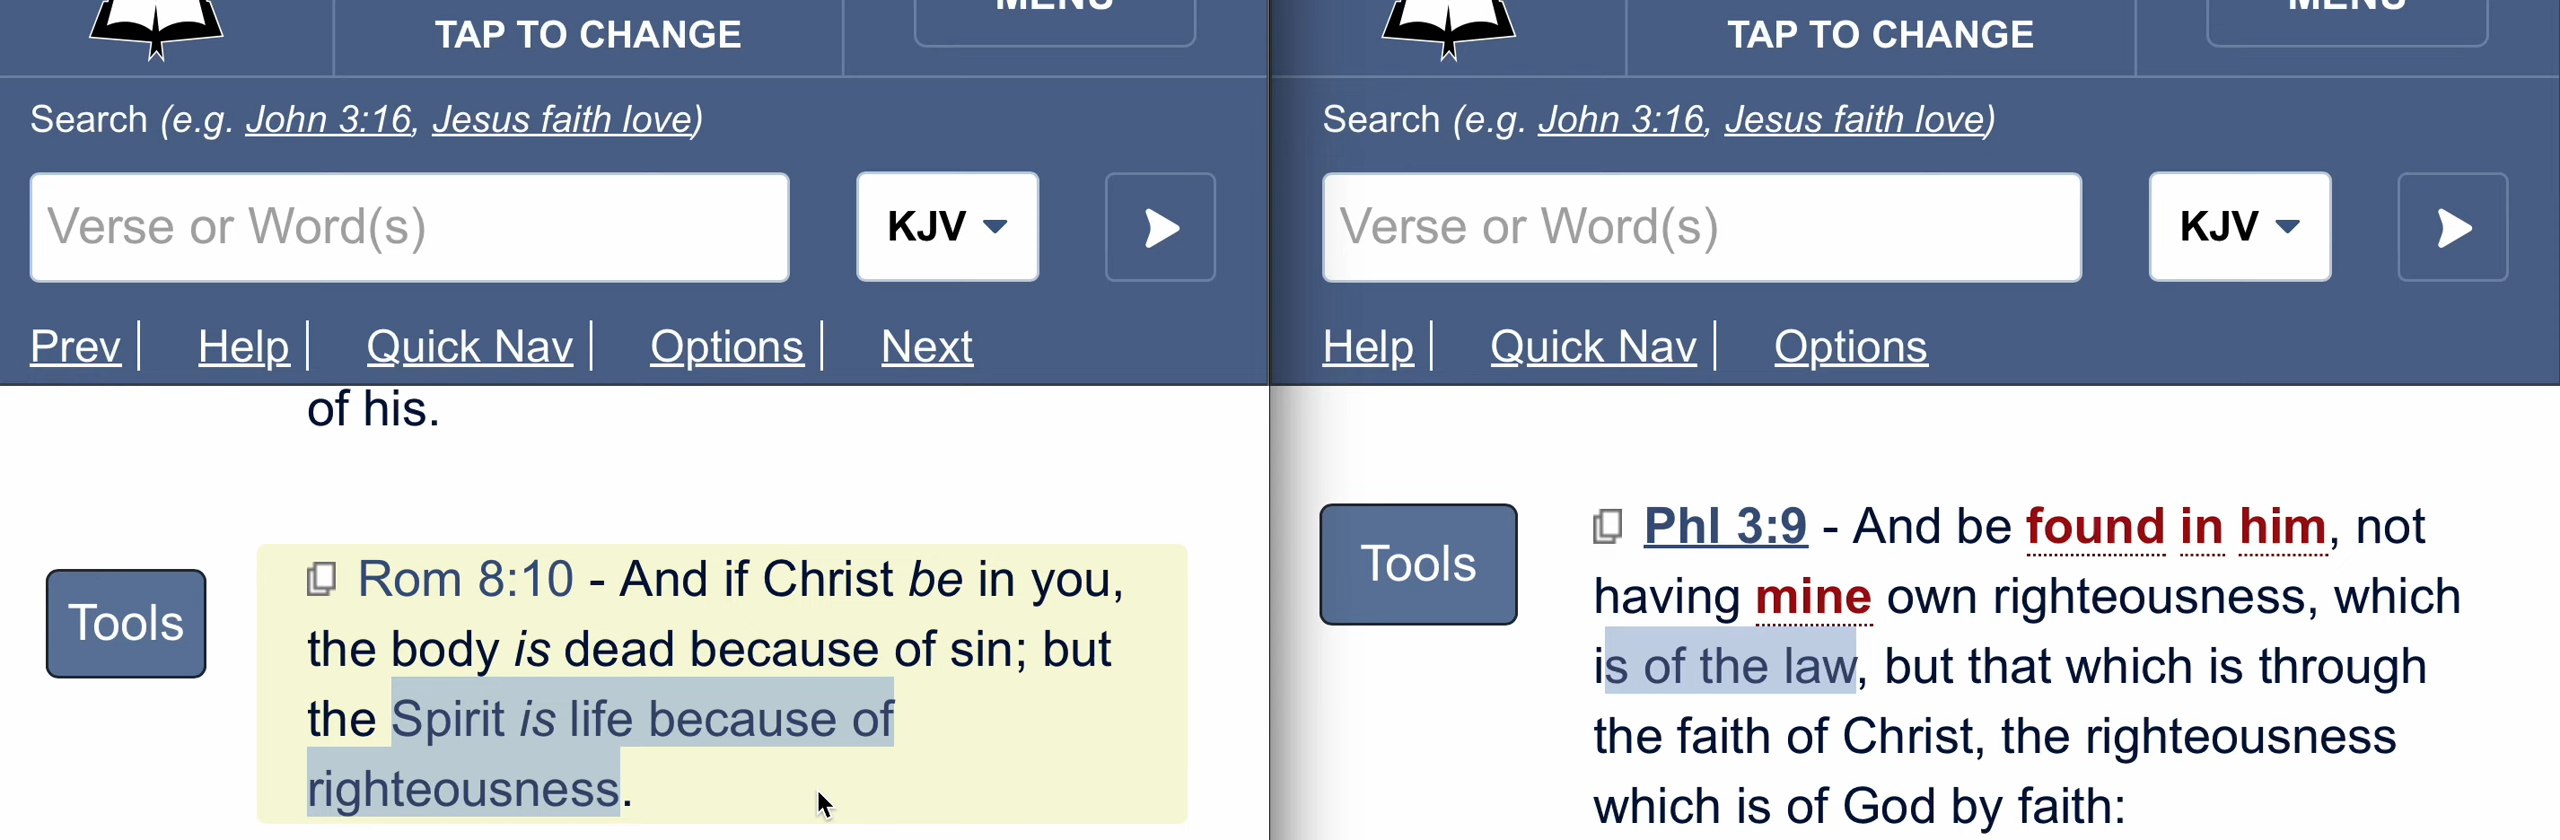 TAP TO CHANGE
MENU
Search (e.g. John 3:16, Jesus faith love)
Verse or Word(s)
KJV
Prev
Help
Quick Nav
Options
Next
of his.
Tools
Rom 8:10 - And if Christ be in you,
the body is dead because of sin; but
the Spirit is life because of
righteousness.
TAP TO CHANGE
MENU
Search (e.g. John 3:16, Jesus faith love)
Verse or Word(s)
KJV
Help
Quick Nav
Options
Tools
Phl 3:9 - And be found in him, not
having mine own righteousness, which
is of the law, but that which is through
the faith of Christ, the righteousness
which is of God by faith: